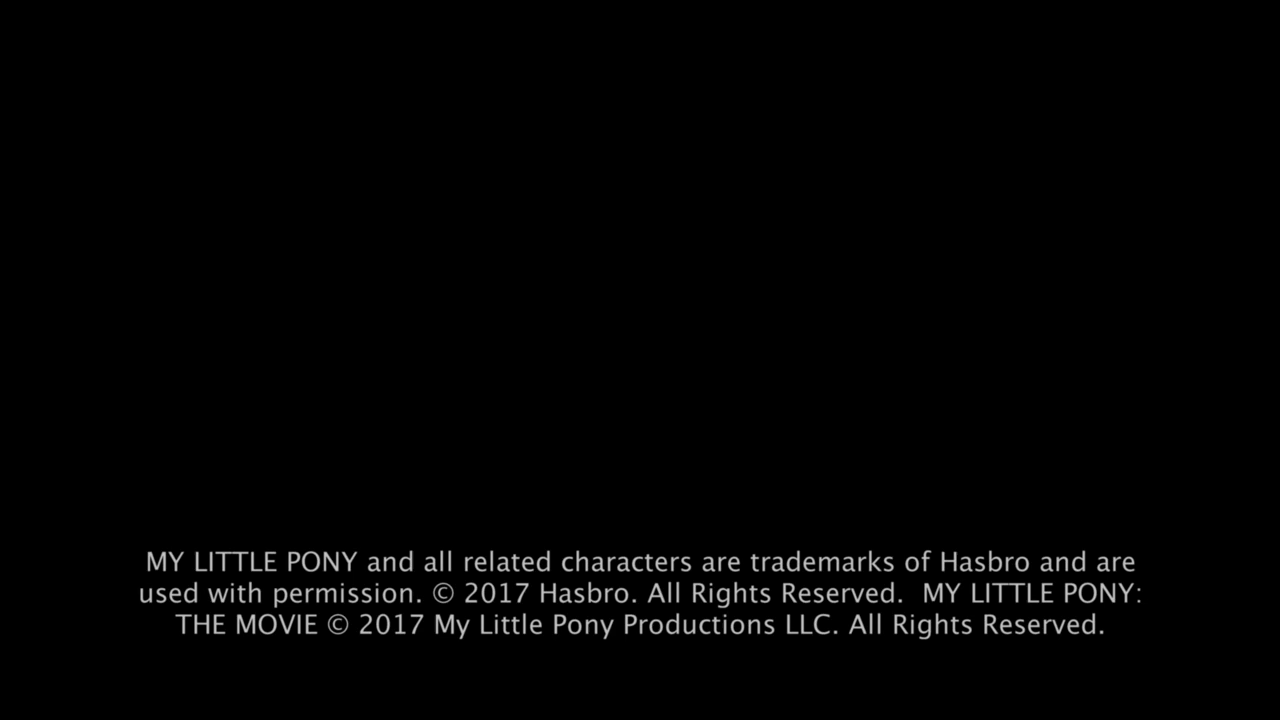 MY LITTLE PONY and all related characters are trademarks of Hasbro and are
used with permission. © 2017 Hasbro. All Rights Reserved.  MY LITTLE PONY:
THE MOVIE © 2017 My Little Pony Productions LLC. All Rights Reserved.